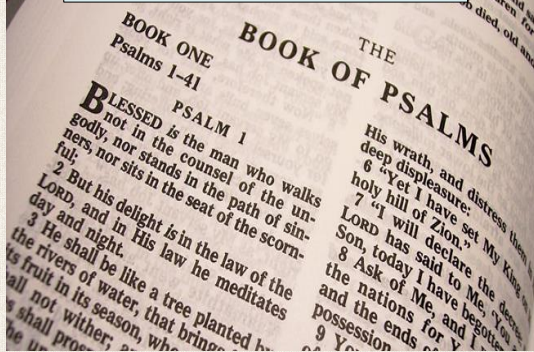 b died, old and
THE
BOOK OF PSALMS
BOOK ONE
Psalms 1–41
PSALM 1
BLESSED is the man who walks
not in the counsel of the un-
godly, nor stands in the path of sin-
ners, nor sits in the seat of the scorn-
ful;
2 But his delight is in the law of the
LORD, and in His law he meditates
day and night.
3 He shall be like a tree planted by
the rivers of water, that brings
its fruit in its season,
all not wither;
shall
His wrath, and distress them
deep displeasure:
6 “Yet I have set My King on
holy hill of Zion.”
7 “I will declare the decree
LORD has said to Me, ‘You
Son, today I have begotten
8 Ask of Me, and I
the nations for
and the ends
possession